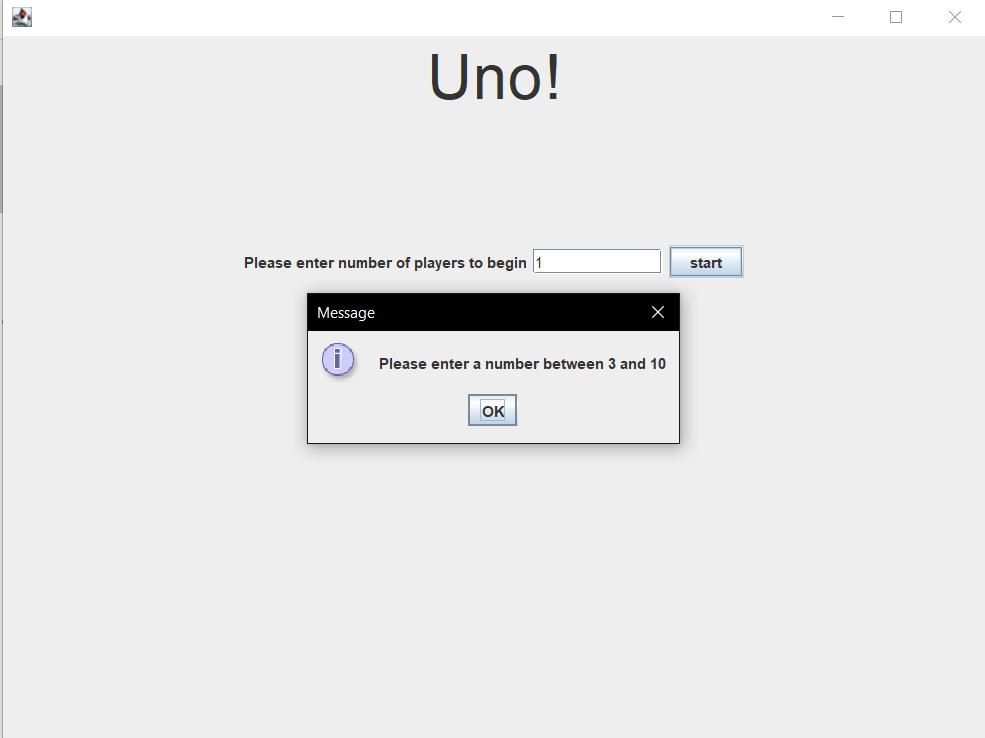 Uno!
Please enter number of players to begin 1 start
Message
i Please enter a number between 3 and 10
OK